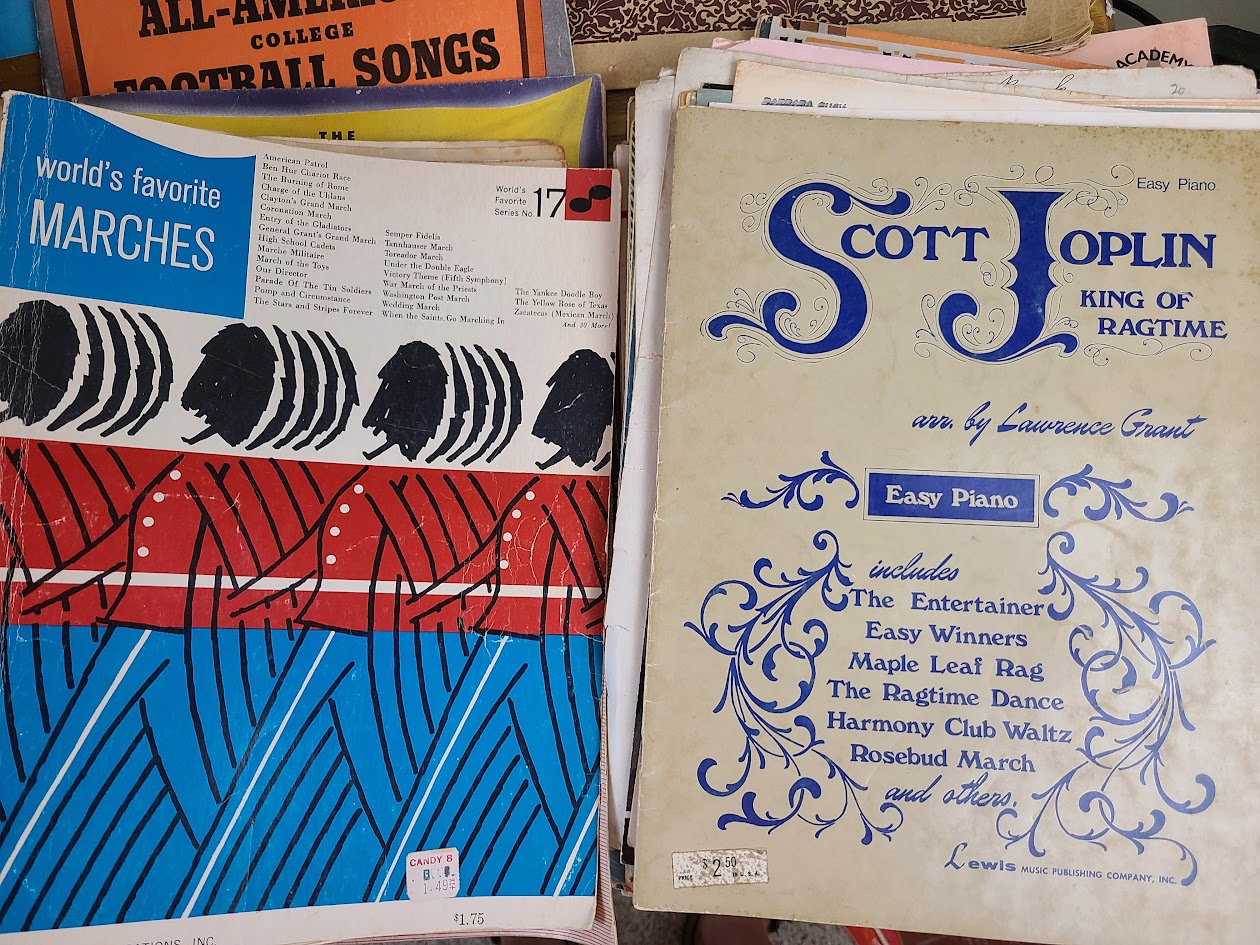 ALL-AMERIC
COLLEGE
FOOTBALL SONGS
THE
world's favorite
MARCHES
American Patrol
Ben Hur Chariot Race
The Burning of Rome
Charge of the Uhlans
Clayton's Grand March
Coronation March
Entry of the Gladiators
General Grant's Grand March
High School Cadets
Marche Militaire
March of the Toys
Our Director
Parade Of The Tin Soldiers
Pomp and Circumstance
The Stars and Stripes Forever
Semper Fidelis
Tannhauser March
Toreador March
Under the Double Eagle
Victory Theme (Fifth Symphony)
War March of the Priests
Washington Post March
Wedding March
When the Saints Go Marching In
The Yankee Doodle Boy
The Yellow Rose of Texas
Zacatecas (Mexican March)
And 30 More!
World's
Favorite
Series No. 17
CANDY 8
1.49
$1.75
TIONS, INC.
ACADEMY
20
Easy Piano
SCOTT JOPLIN
KING OF
RAGTIME
arr. by Lawrence Grant
Easy Piano
includes
The Entertainer
Easy Winners
Maple Leaf Rag
The Ragtime Dance
Harmony Club Waltz
Rosebud March
and others.
Lewis MUSIC PUBLISHING COMPANY, INC.
PRICE $2.50 IN U.S.A.